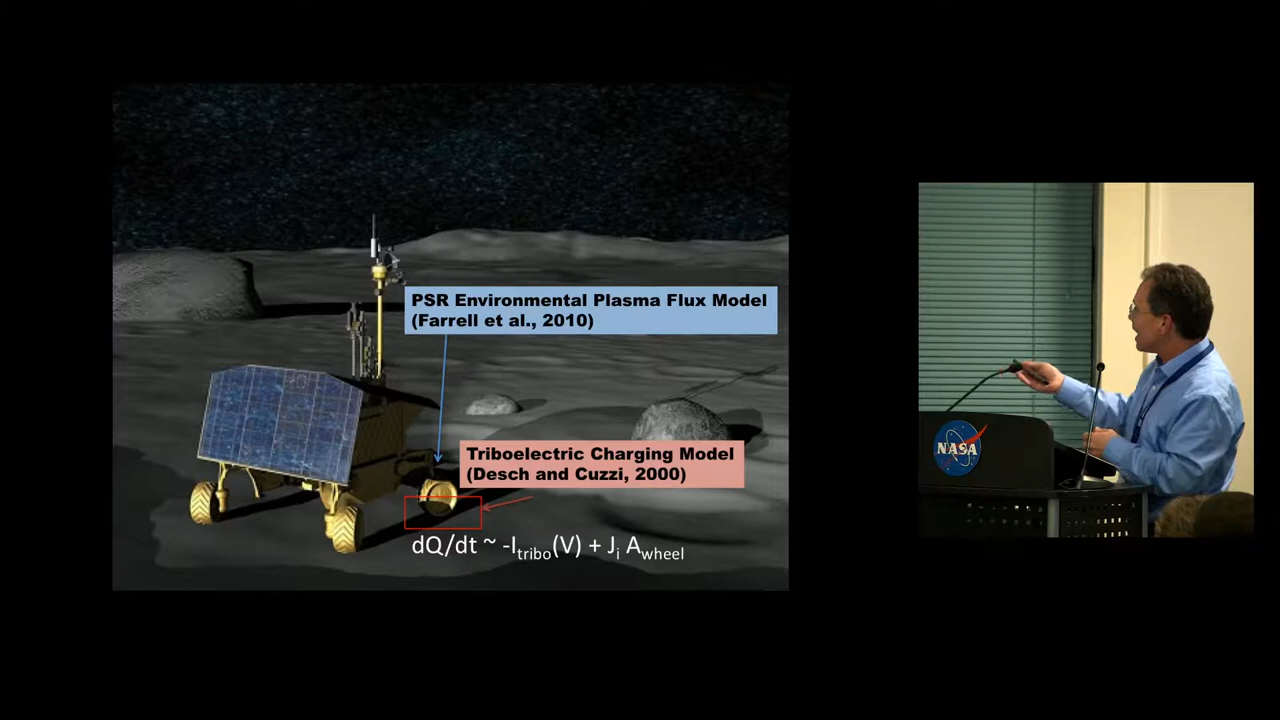 PSR Environmental Plasma Flux Model
(Farrell et al., 2010)
Triboelectric Charging Model
(Desch and Cuzzi, 2000)
dQ/dt ~ -Itribo(V) + Ji Awheel
NASA